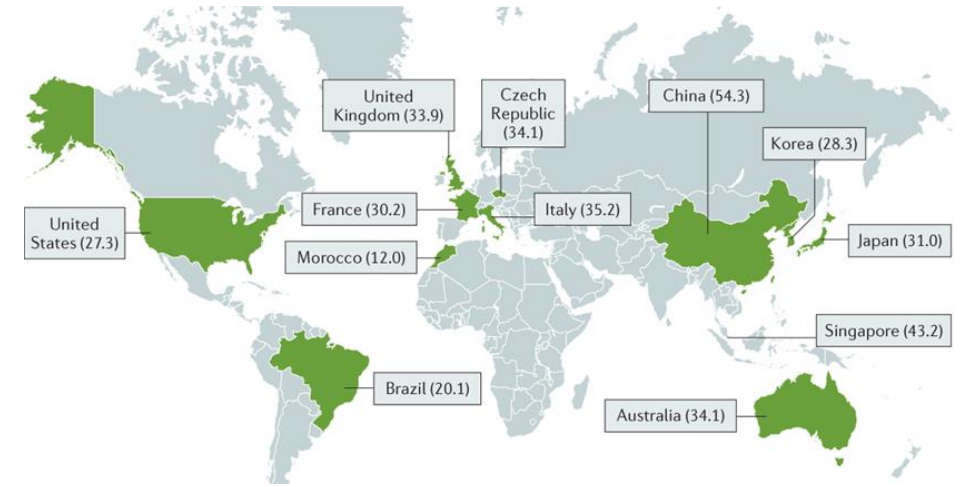 United
Kingdom (33.9)
Czech
Republic
(34.1)
China (54.3)
Korea (28.3)
United
States (27.3)
France (30.2)
Italy (35.2)
Japan (31.0)
Morocco (12.0)
Singapore (43.2)
Brazil (20.1)
Australia (34.1)